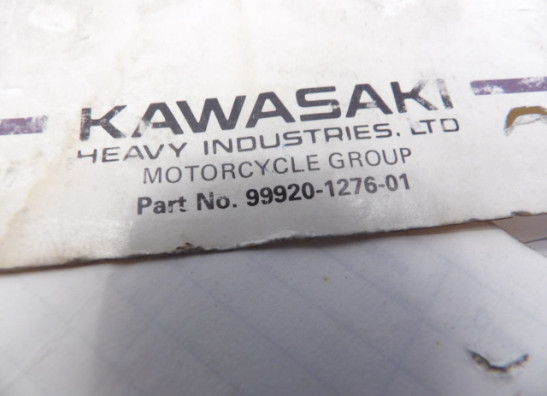 KAWASAKI
HEAVY INDUSTRIES, LTD
MOTORCYCLE GROUP
Part No. 99920-1276-01